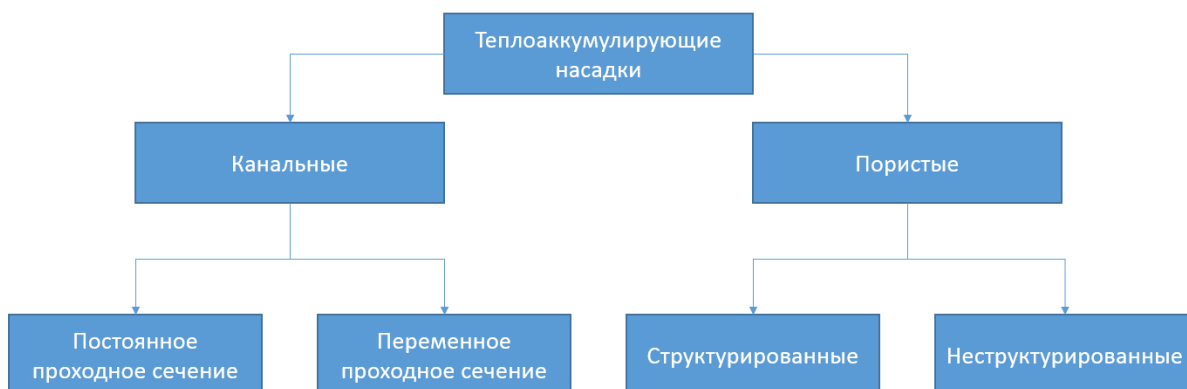 Теплоаккумулирующие
насадки
Канальные
Пористые
Постоянное
проходное сечение
Переменное
проходное сечение
Структурированные
Неструктурированные